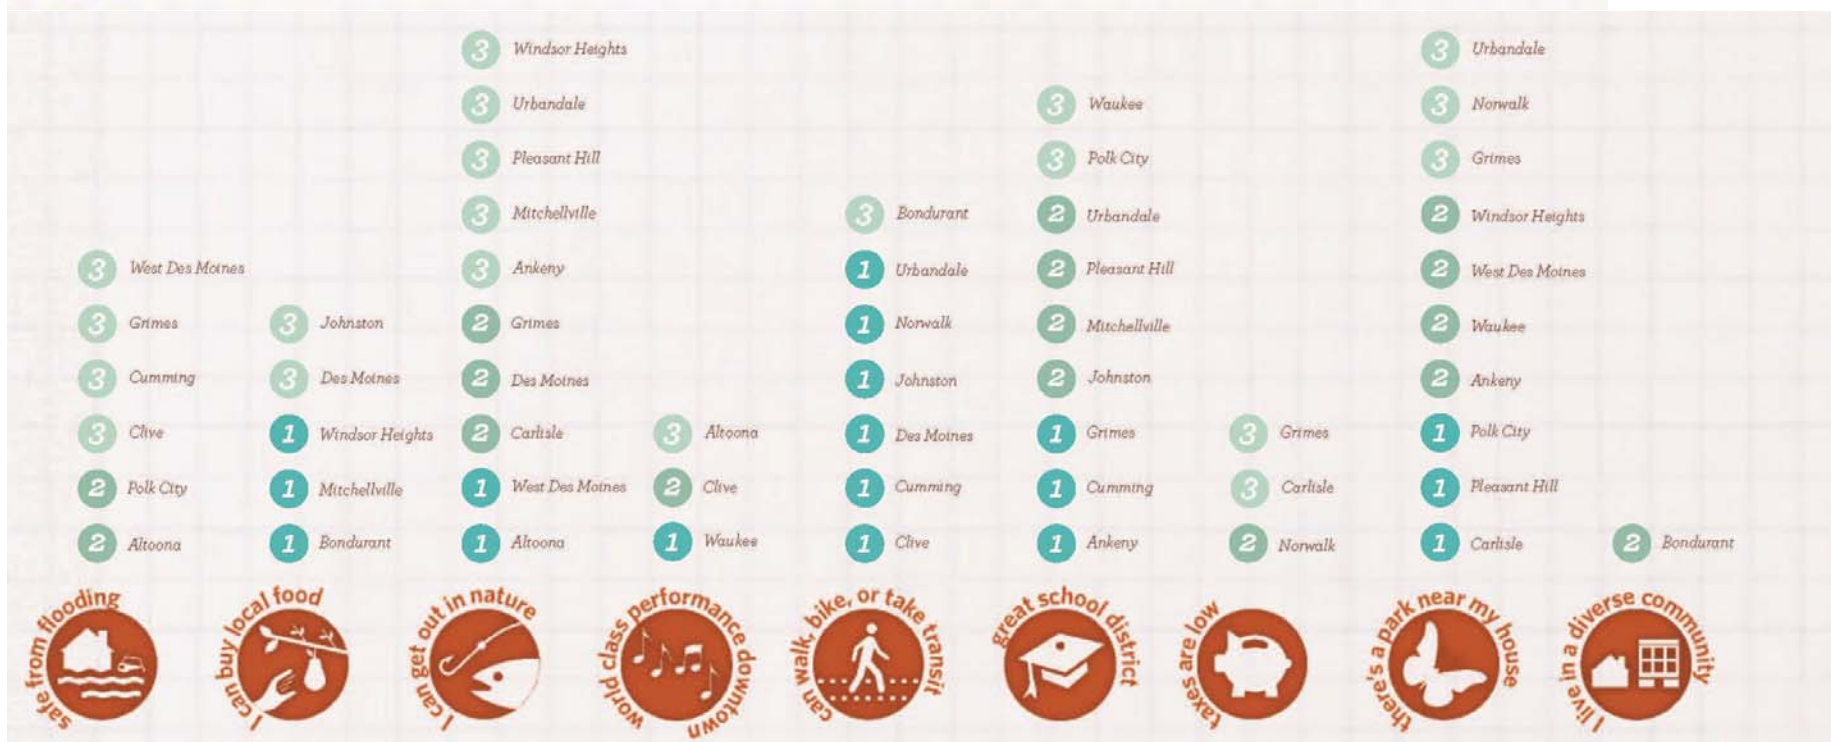 3 West Des Moines
3 Grimes
3 Cumming
3 Clive
2 Polk City
2 Altoona
safe from flooding
3 Johnston
3 Des Moines
1 Windsor Heights
1 Mitchellville
1 Bondurant
I can buy local food
3 Windsor Heights
3 Urbandale
3 Pleasant Hill
3 Mitchellville
3 Ankeny
2 Grimes
2 Des Moines
2 Carlisle
1 West Des Moines
1 Altoona
I can get out in nature
3 Altoona
2 Clive
1 Waukee
world class performance downtown
3 Bondurant
1 Urbandale
1 Norwalk
1 Johnston
1 Des Moines
1 Cumming
1 Clive
can walk, bike, or take transit
3 Waukee
3 Polk City
2 Urbandale
2 Pleasant Hill
2 Mitchellville
2 Johnston
1 Grimes
1 Cumming
1 Ankeny
great school district
3 Grimes
3 Carlisle
2 Norwalk
taxes are low
3 Urbandale
3 Norwalk
3 Grimes
2 Windsor Heights
2 West Des Moines
2 Waukee
2 Ankeny
1 Polk City
1 Pleasant Hill
1 Carlisle
there's a park near my house
2 Bondurant
I live in a diverse community